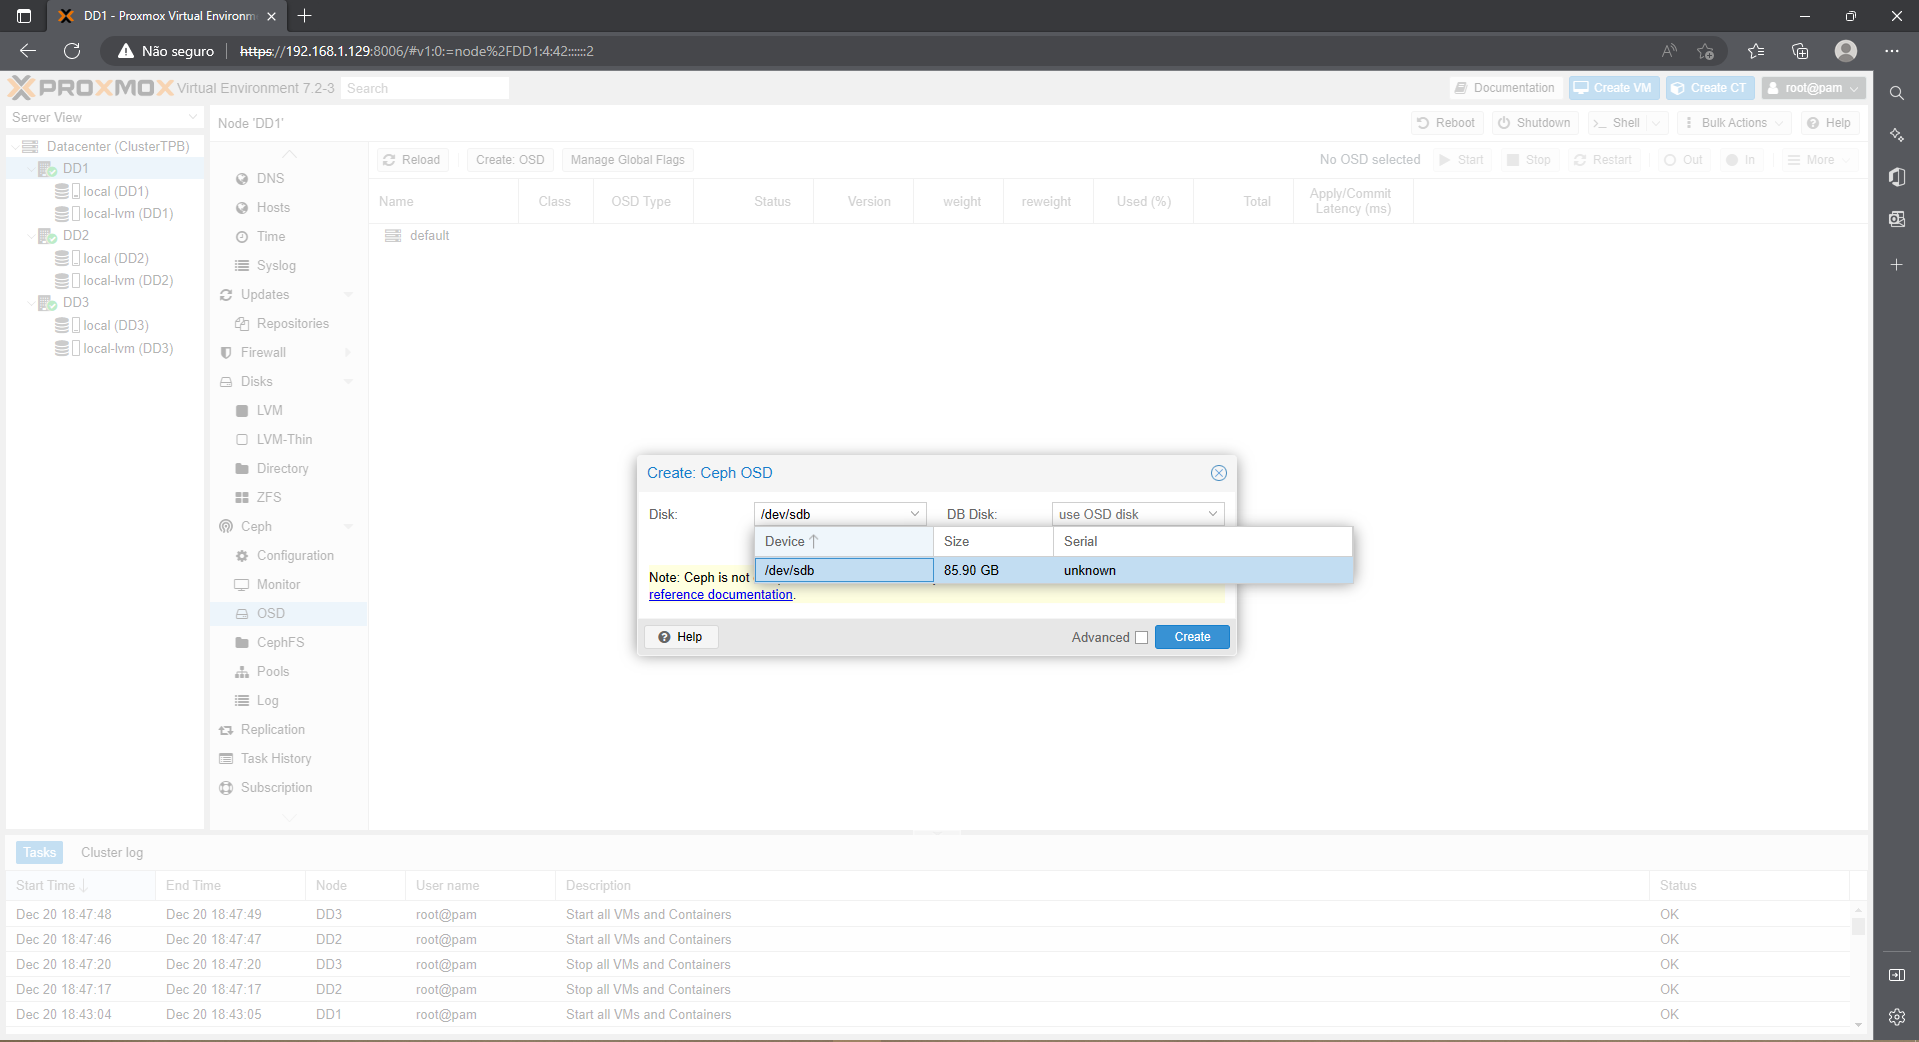 DD1 - Proxmox Virtual Environm
Não seguro
https://192.168.1.129:8006/#v1:0:=node%2FDD1:4:42::::::2
PROXMOX Virtual Environment 7.2-3
Search
Documentation
Create VM
Create CT
root@pam
Server View
Node 'DD1'
Reboot
Shutdown
Shell
Bulk Actions
Help
Datacenter (ClusterTPB)
DD1
local (DD1)
local-lvm (DD1)
DD2
local (DD2)
local-lvm (DD2)
DD3
local (DD3)
local-lvm (DD3)
DNS
Hosts
Time
Syslog
Updates
Repositories
Firewall
Disks
LVM
LVM-Thin
Directory
ZFS
Ceph
Configuration
Monitor
OSD
CephFS
Pools
Log
Replication
Task History
Subscription
Reload
Create: OSD
Manage Global Flags
No OSD selected
Start
Stop
Restart
Out
In
More
Name
Class
OSD Type
Status
Version
weight
reweight
Used (%)
Total
Apply/Commit
Latency (ms)
default
Create: Ceph OSD
Disk:
/dev/sdb
DB Disk:
use OSD disk
Device
Size
Serial
/dev/sdb
85.90 GB
unknown
Note: Ceph is not
reference documentation.
Help
Advanced
Create
Tasks
Cluster log
Start Time
End Time
Node
User name
Description
Status
Dec 20 18:47:48 Dec 20 18:47:49 DD3 root@pam Start all VMs and Containers OK
Dec 20 18:47:46 Dec 20 18:47:47 DD2 root@pam Start all VMs and Containers OK
Dec 20 18:47:20 Dec 20 18:47:20 DD3 root@pam Stop all VMs and Containers OK
Dec 20 18:47:17 Dec 20 18:47:17 DD2 root@pam Stop all VMs and Containers OK
Dec 20 18:43:04 Dec 20 18:43:05 DD1 root@pam Start all VMs and Containers OK